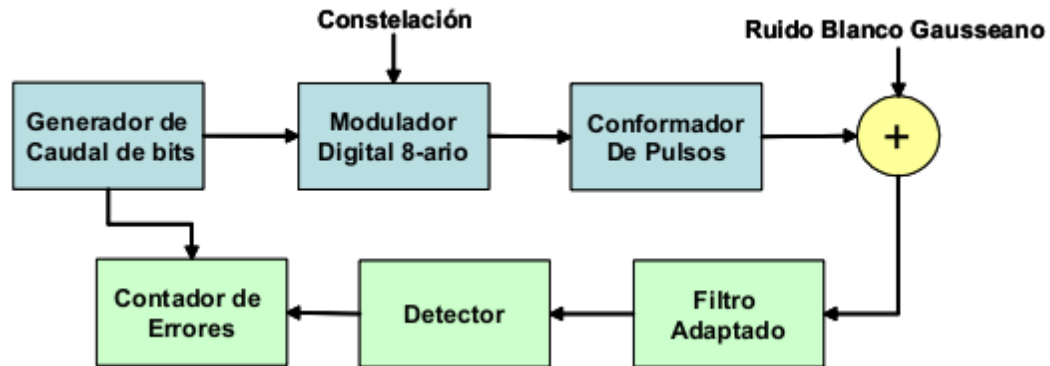 Constelación
Ruido Blanco Gausseano
Generador de
Caudal de bits
Modulador
Digital 8-ario
Conformador
De Pulsos
+
Contador de
Errores
Detector
Filtro
Adaptado